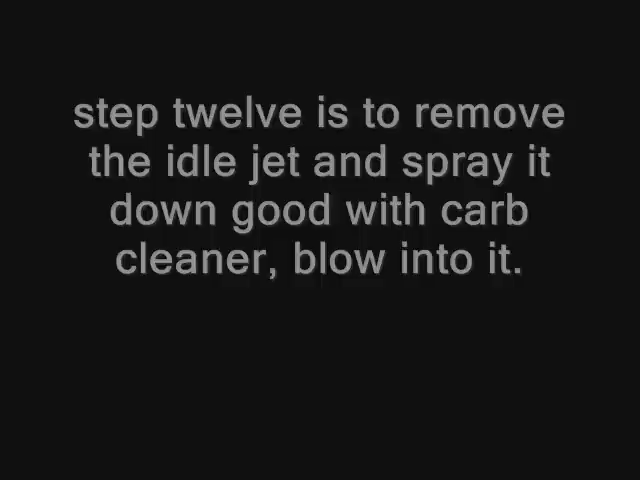 step twelve is to remove
the idle jet and spray it
down good with carb
cleaner, blow into it.